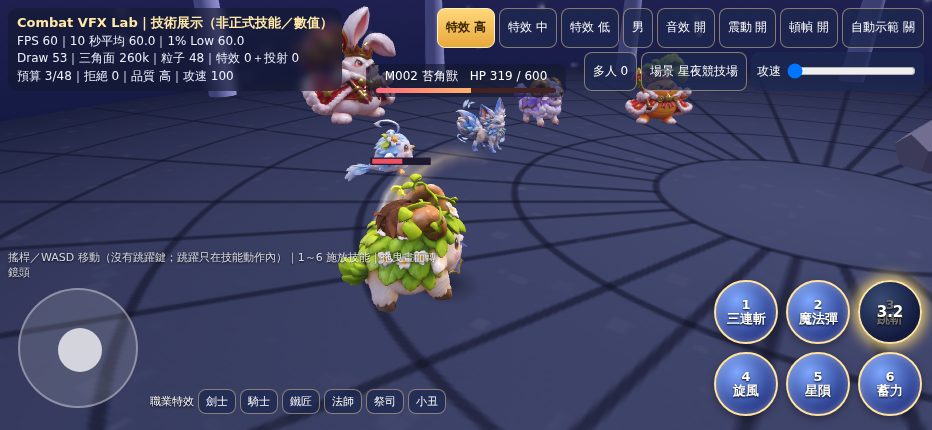 Combat VFX Lab｜技術展示（非正式技能／數值）
FPS 60｜10 秒平均 60.0｜1% Low 60.0
Draw 53｜三角面 260k｜粒子 48｜特效 0＋投射 0
預算 3/48｜拒絕 0｜品質 高｜攻速 100
特效 高
特效 中
特效 低
男
音效 開
震動 開
頓幀 開
自動示範 關
多人 0
場景 星夜競技場
攻速
M002 苔角獸 HP 319 / 600
搖桿／WASD 移動（沒有跳躍鍵；跳躍只在技能動作內）｜1～6 施放技能｜拖曳畫面轉
鏡頭
1
三連斬
2
魔法彈
3.2
4
旋風
5
星隕
6
蓄力
職業特效
劍士
騎士
鐵匠
法師
祭司
小丑